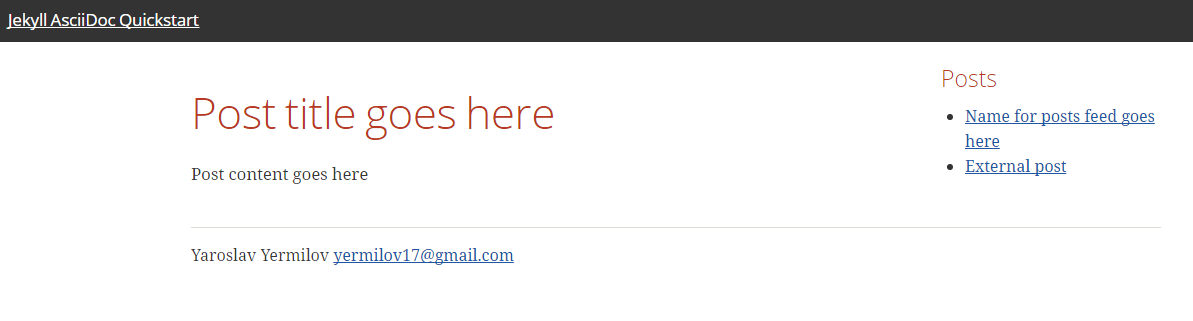 Jekyll AsciiDoc Quickstart
Post title goes here
Post content goes here
Posts
Name for posts feed goes
here
External post
Yaroslav Yermilov yermilov17@gmail.com